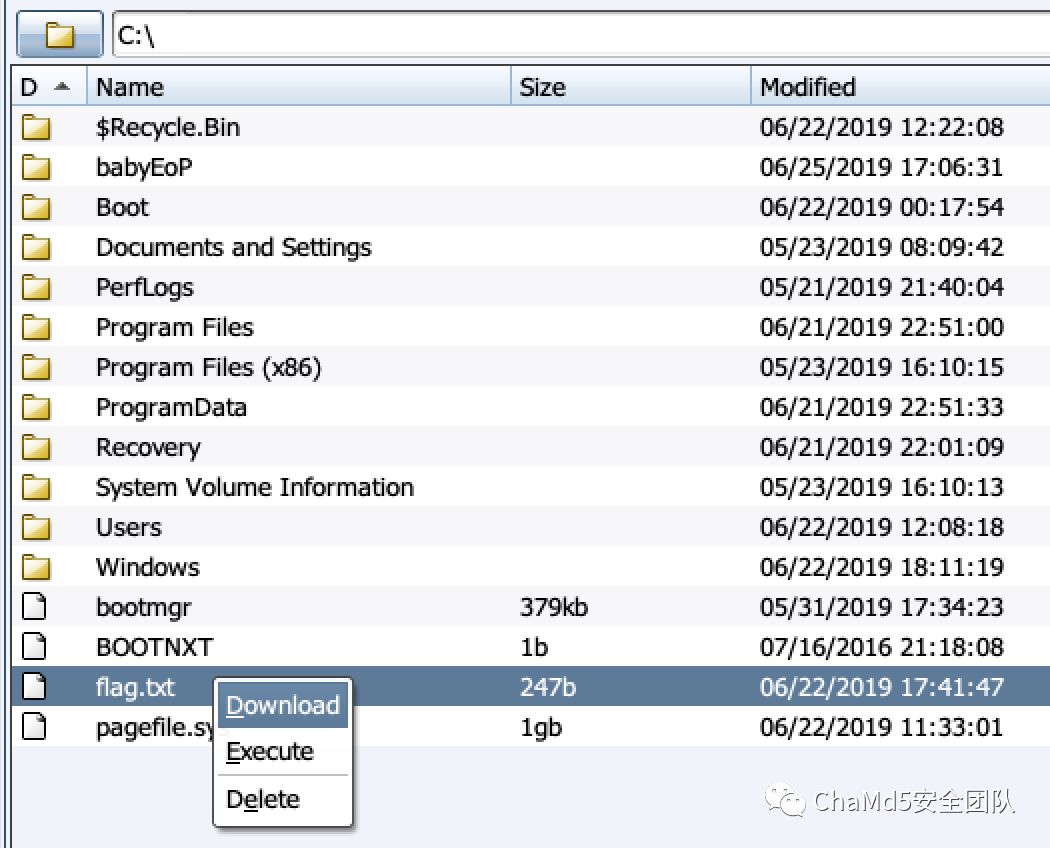 C:\
D Name Size Modified
$Recycle.Bin 06/22/2019 12:22:08
babyEoP 06/25/2019 17:06:31
Boot 06/22/2019 00:17:54
Documents and Settings 05/23/2019 08:09:42
PerfLogs 05/21/2019 21:40:04
Program Files 06/21/2019 22:51:00
Program Files (x86) 05/23/2019 16:10:15
ProgramData 06/21/2019 22:51:33
Recovery 06/21/2019 22:01:09
System Volume Information 05/23/2019 16:10:13
Users 06/22/2019 12:08:18
Windows 06/22/2019 18:11:19
bootmgr 379kb 05/31/2019 17:34:23
BOOTNXT 1b 07/16/2016 21:18:08
flag.txt 247b 06/22/2019 17:41:47
Download
pagefile.sy 1gb 06/22/2019 11:33:01
Execute
Delete
ChaMd5安全团队